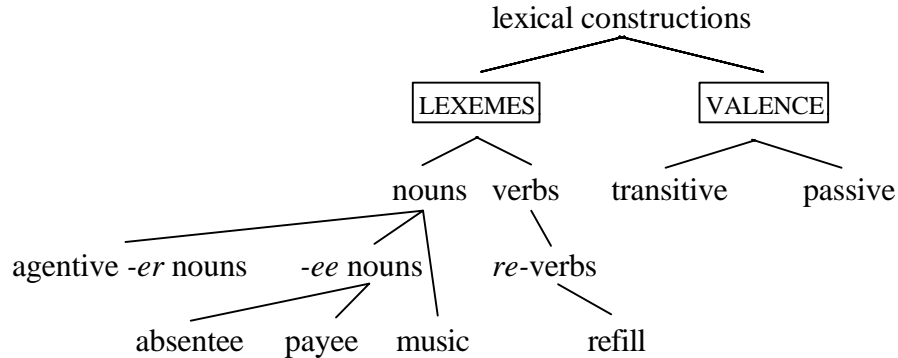 lexical constructions
LEXEMES VALENCE
nouns verbs transitive passive
agentive -er nouns -ee nouns re-verbs
absentee payee music refill